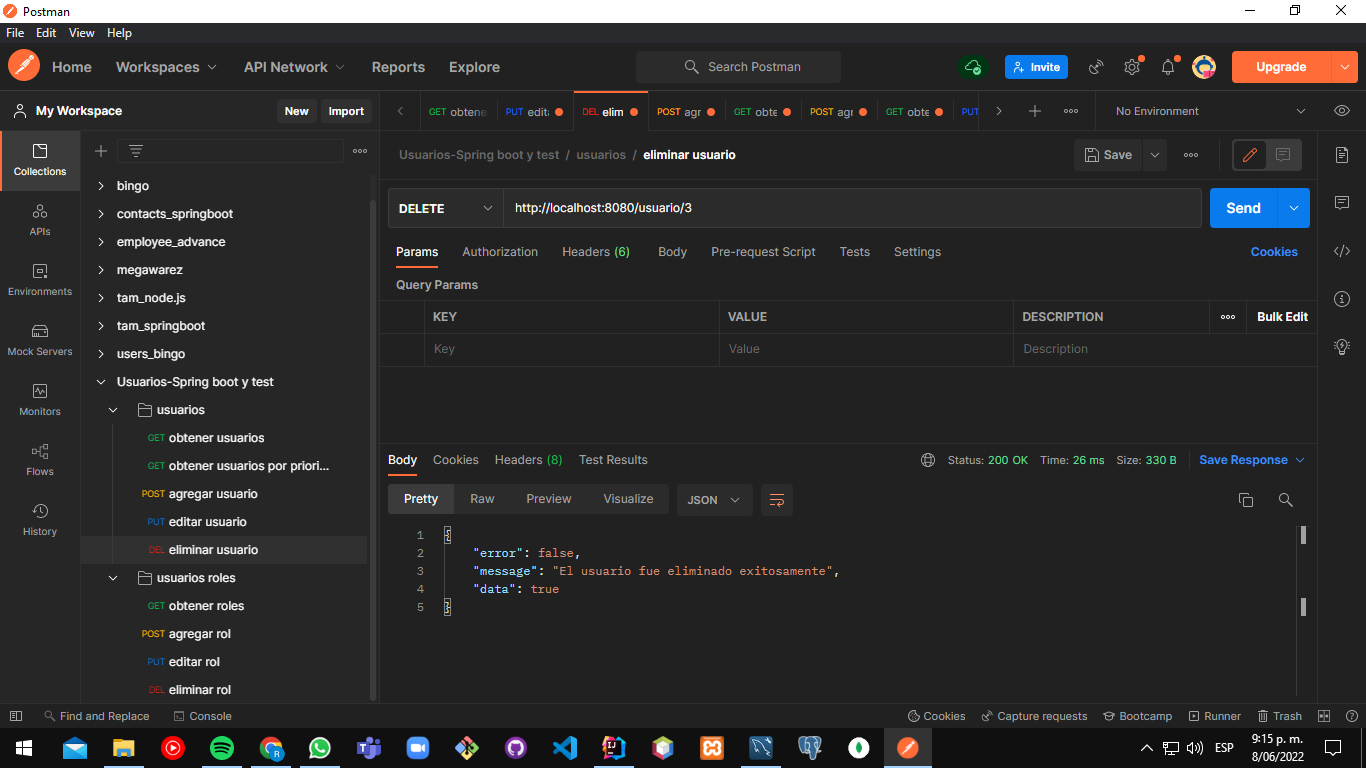 Postman
File Edit View Help
Home Workspaces API Network Reports Explore Search Postman Invite Upgrade
My Workspace New Import GET obtene PUT edita DEL elim POST agr GET obte POST agr GET obte PUT No Environment
Collections
APIs
Environments
Mock Servers
Monitors
Flows
History
bingo
contacts_springboot
employee_advance
megawarez
tam_node.js
tam_springboot
users_bingo
Usuarios-Spring boot y test
usuarios
GET obtener usuarios
GET obtener usuarios por priori...
POST agregar usuario
PUT editar usuario
DEL eliminar usuario
usuarios roles
GET obtener roles
POST agregar rol
PUT editar rol
DEL eliminar rol
Usuarios-Spring boot y test / usuarios / eliminar usuario Save
DELETE http://localhost:8080/usuario/3 Send
Params Authorization Headers (6) Body Pre-request Script Tests Settings Cookies
Query Params
KEY VALUE DESCRIPTION Bulk Edit
Key Value Description
Body Cookies Headers (8) Test Results Status: 200 OK Time: 26 ms Size: 330 B Save Response
Pretty Raw Preview Visualize JSON
1 {
2 "error": false,
3 "message": "El usuario fue eliminado exitosamente",
4 "data": true
5 }
Find and Replace Console Cookies Capture requests Bootcamp Runner Trash
ESP 9:15 p. m.
8/06/2022